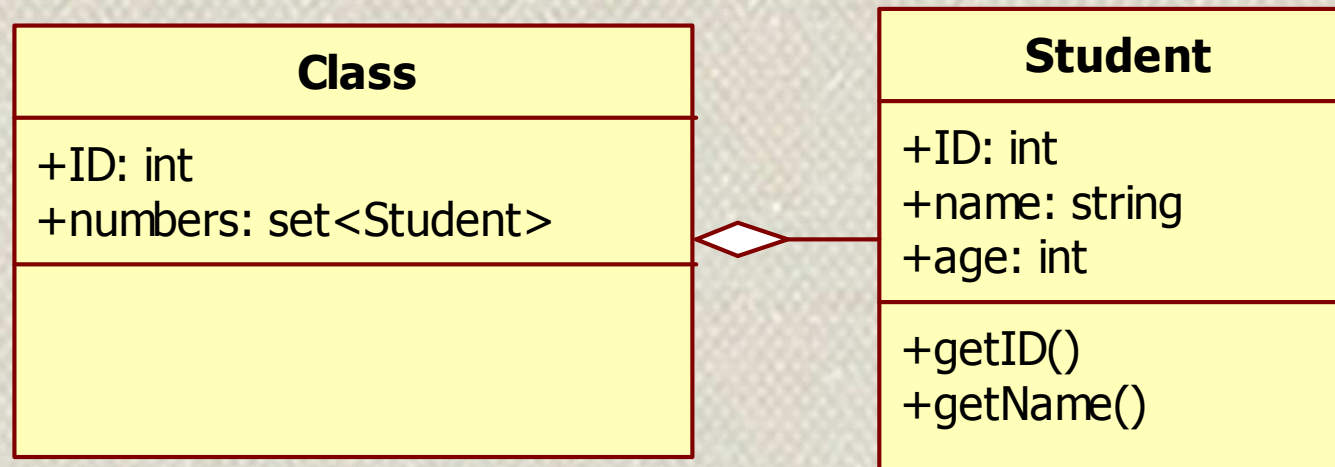 Class
+ID: int
+numbers: set<Student>
Student
+ID: int
+name: string
+age: int
+getID()
+getName()